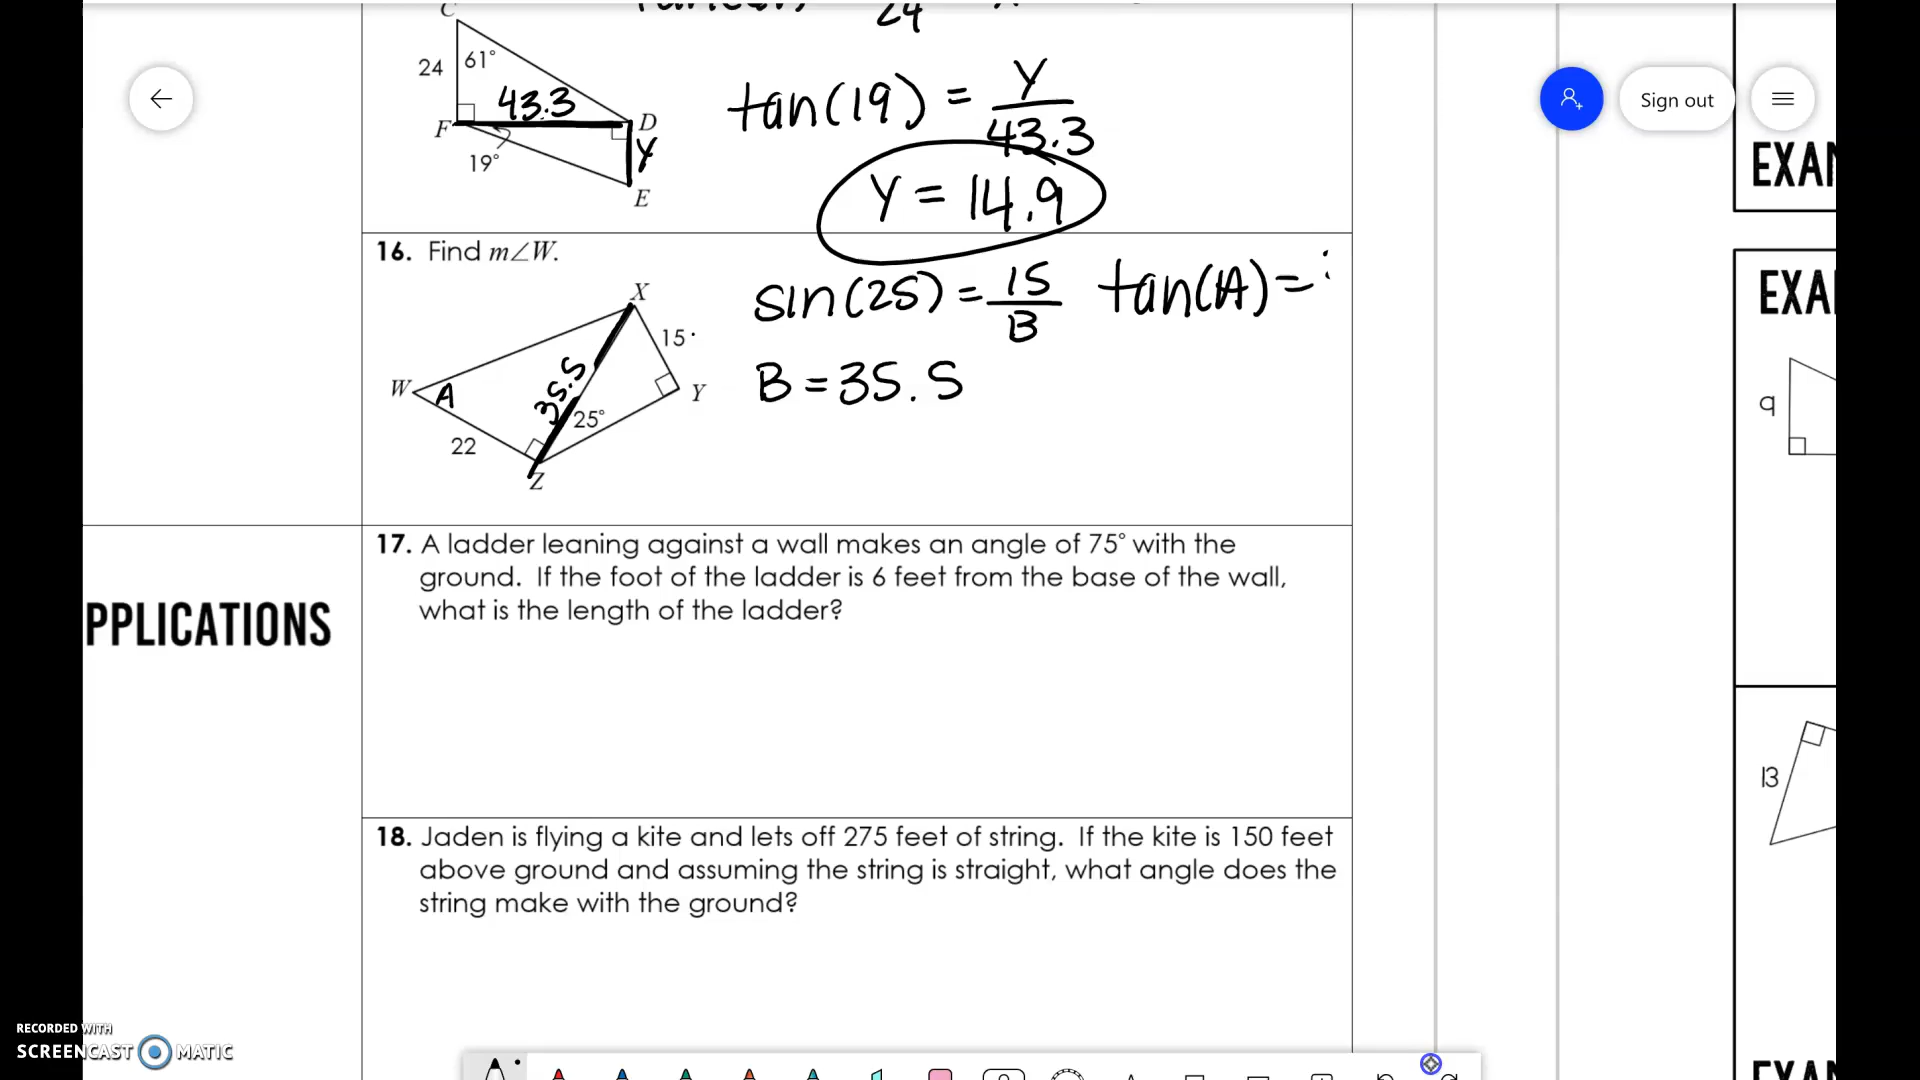 C
24
24 61°
43.3
F D
19° Y
E
tan(19) = Y
43.3
Y = 14.9
Sign out
EXAM
16. Find m∠W.
X
15
W A
35.5
Y
25°
22
Z
sin(25) = 15 tan(A) =
B
B = 35.5
EXA
9
17. A ladder leaning against a wall makes an angle of 75° with the
ground. If the foot of the ladder is 6 feet from the base of the wall,
what is the length of the ladder?
PPLICATIONS
13
18. Jaden is flying a kite and lets off 275 feet of string. If the kite is 150 feet
above ground and assuming the string is straight, what angle does the
string make with the ground?
RECORDED WITH
SCREENCAST MATIC